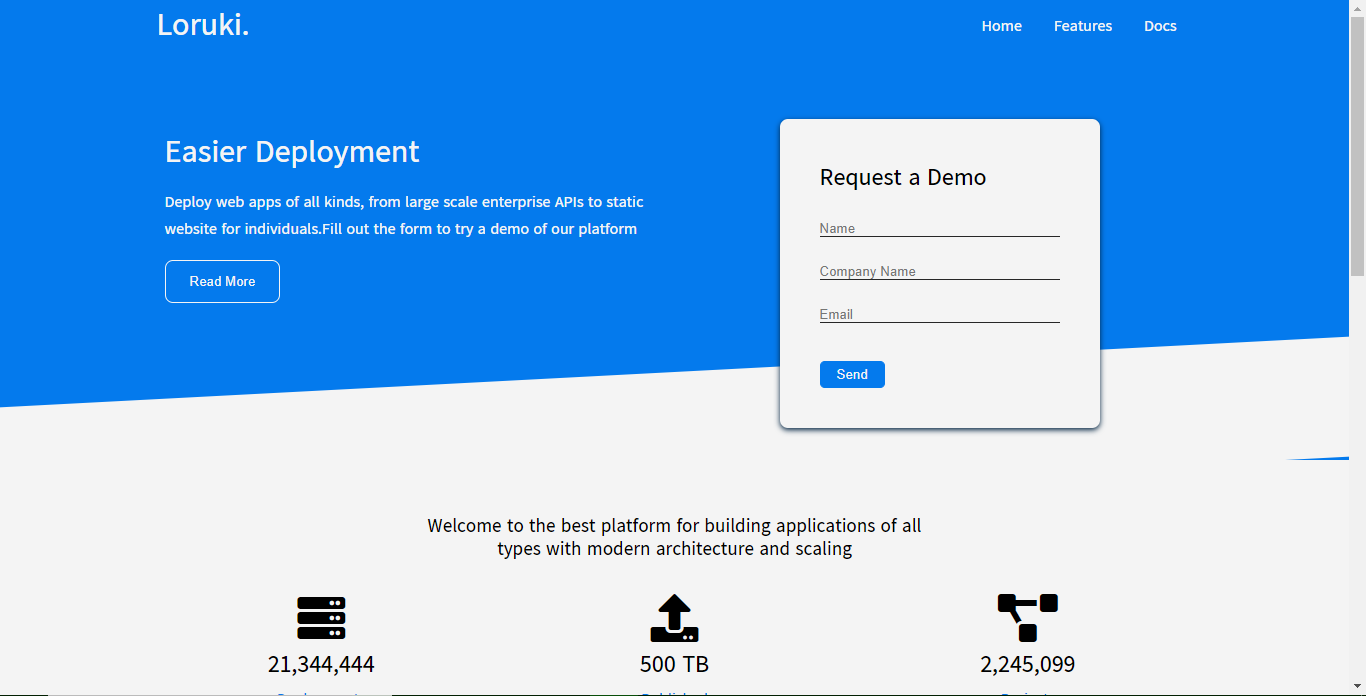 Loruki.
Home Features Docs
Easier Deployment
Deploy web apps of all kinds, from large scale enterprise APIs to static
website for individuals.Fill out the form to try a demo of our platform
Read More
Request a Demo
Name
Company Name
Email
Send
Welcome to the best platform for building applications of all
types with modern architecture and scaling
21,344,444
500 TB
2,245,099